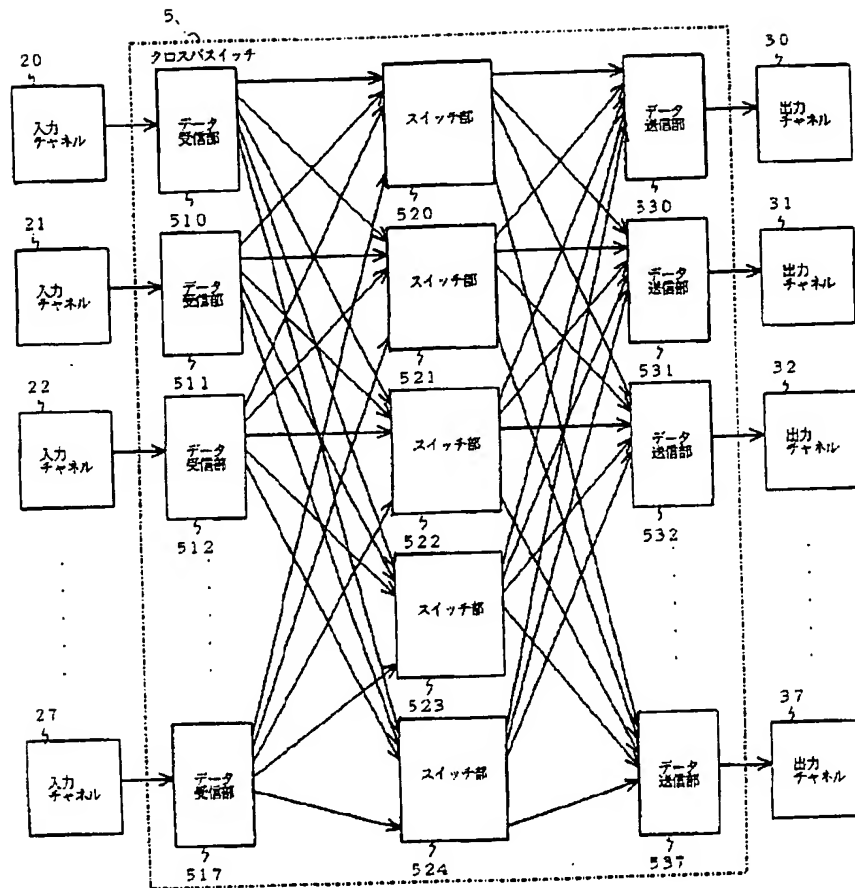 5、
クロスバスイッチ
20
入力
チャネル
データ
受信部
510
スイッチ部
520
データ
送信部
530
30
出力
チャネル
21
入力
チャネル
データ
受信部
511
スイッチ部
521
データ
送信部
531
31
出力
チャネル
22
入力
チャネル
データ
受信部
512
スイッチ部
522
データ
送信部
532
32
出力
チャネル
スイッチ部
523
27
入力
チャネル
データ
受信部
517
スイッチ部
524
データ
送信部
537
37
出力
チャネル